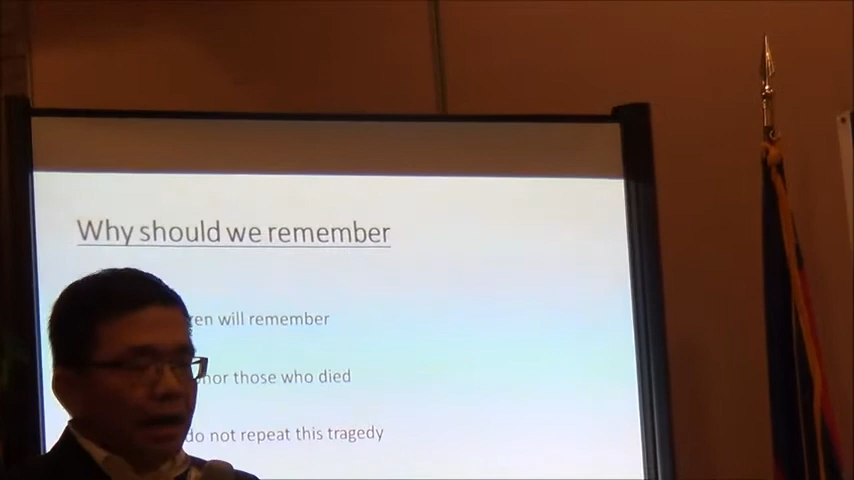 Why should we remember
ren will remember
nor those who died
do not repeat this tragedy